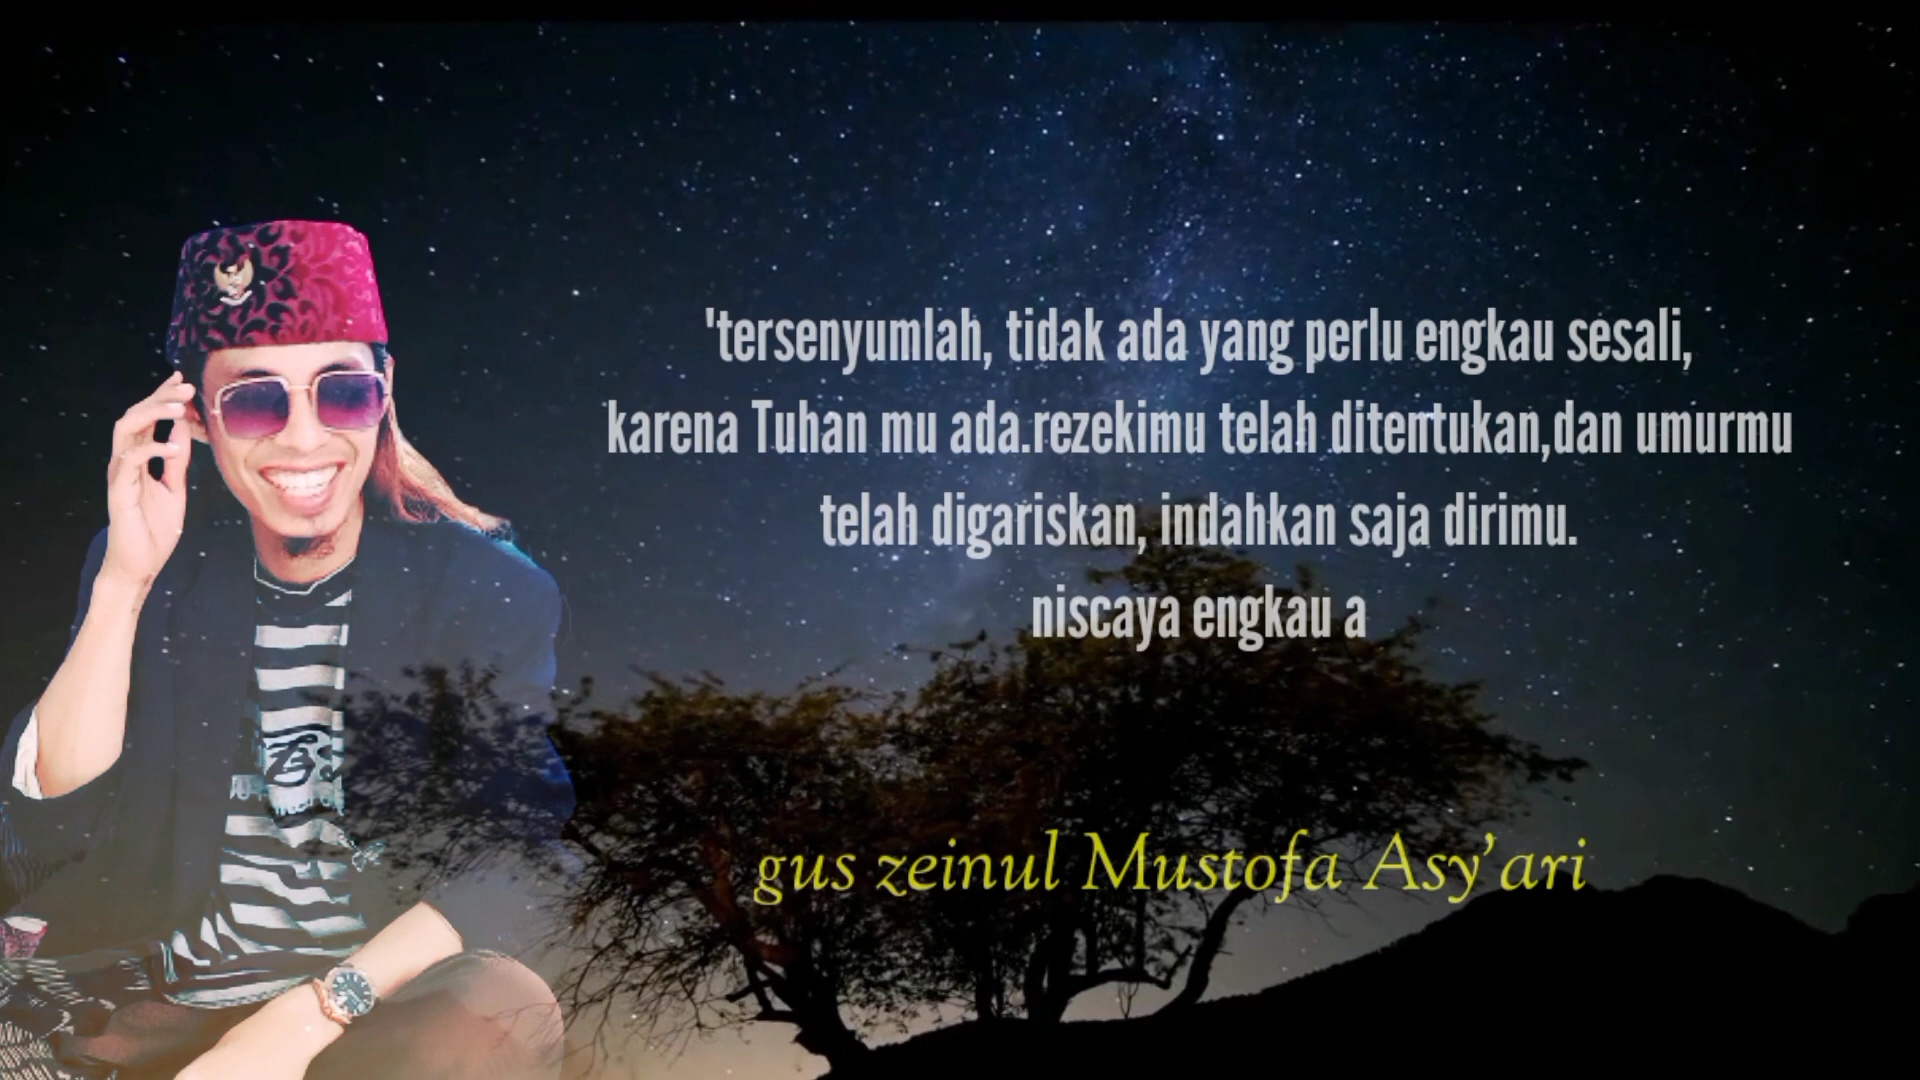 'tersenyumlah, tidak ada yang perlu engkau sesali,
karena Tuhan mu ada.rezekimu telah ditentukan,dan umurmu
telah digariskan, indahkan saja dirimu.
niscaya engkau a
gus zeinul Mustofa Asy'ari